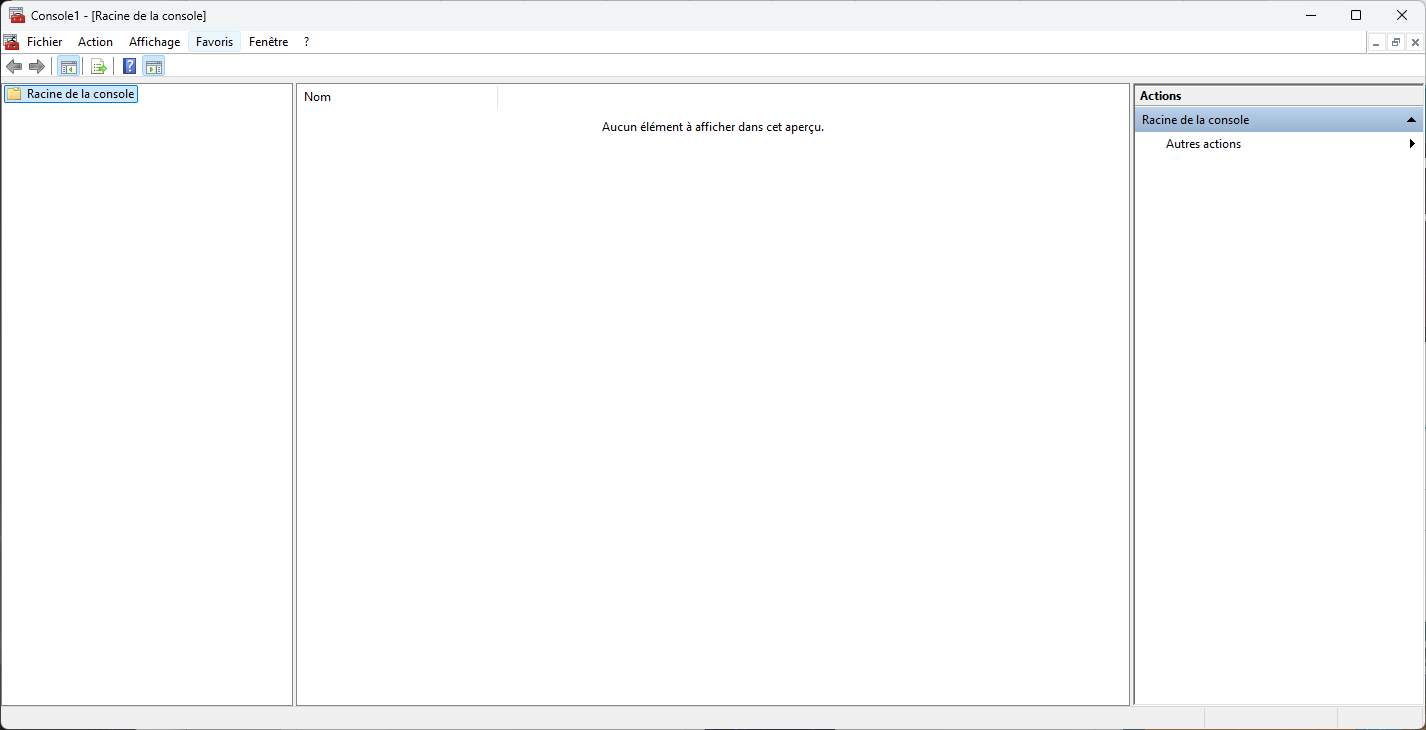 Console1 - [Racine de la console]
Fichier Action Affichage Favoris Fenêtre ?
?
Racine de la console
Nom
Aucun élément à afficher dans cet aperçu.
Actions
Racine de la console
Autres actions